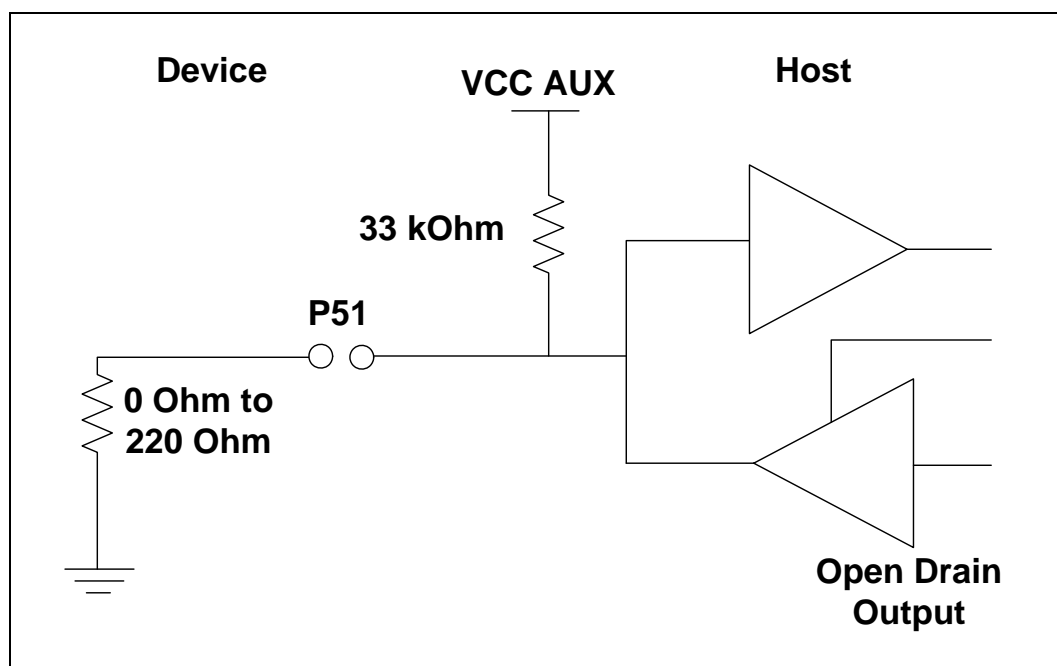 Device
VCC AUX
Host
33 kOhm
P51
0 Ohm to
220 Ohm
Open Drain
Output